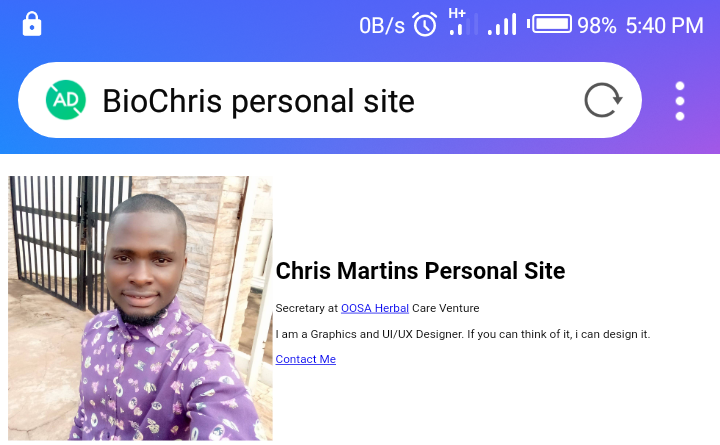 0B/s H+ 98% 5:40 PM
AD BioChris personal site
Chris Martins Personal Site
Secretary at OOSA Herbal Care Venture
I am a Graphics and UI/UX Designer. If you can think of it, i can design it.
Contact Me